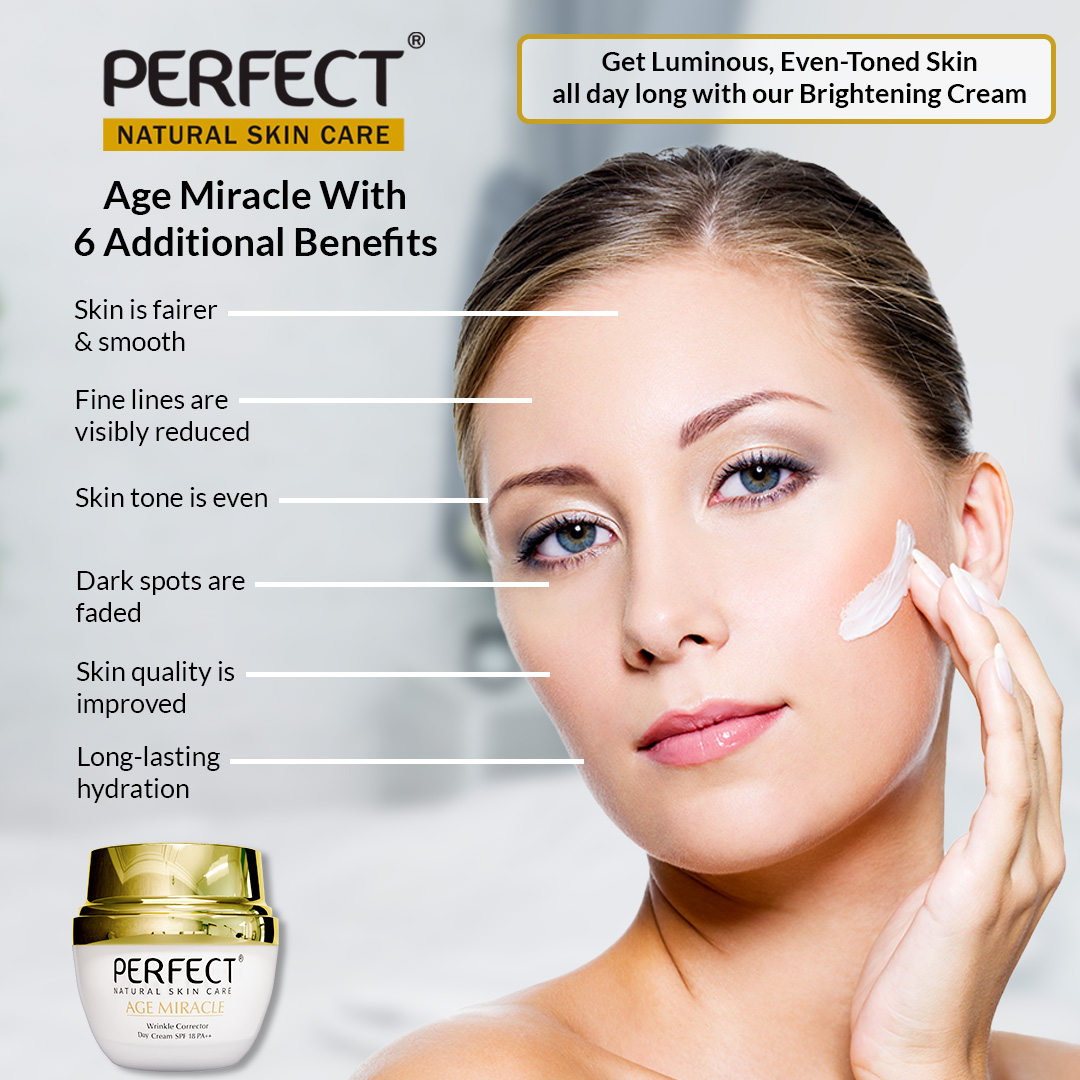 PERFECT®
NATURAL SKIN CARE
Get Luminous, Even-Toned Skin
all day long with our Brightening Cream
Age Miracle With
6 Additional Benefits
Skin is fairer
& smooth
Fine lines are
visibly reduced
Skin tone is even
Dark spots are
faded
Skin quality is
improved
Long-lasting
hydration
PERFECT®
NATURAL SKIN CARE
AGE MIRACLE
Wrinkle Corrector
Day Cream SPF 18 PA++